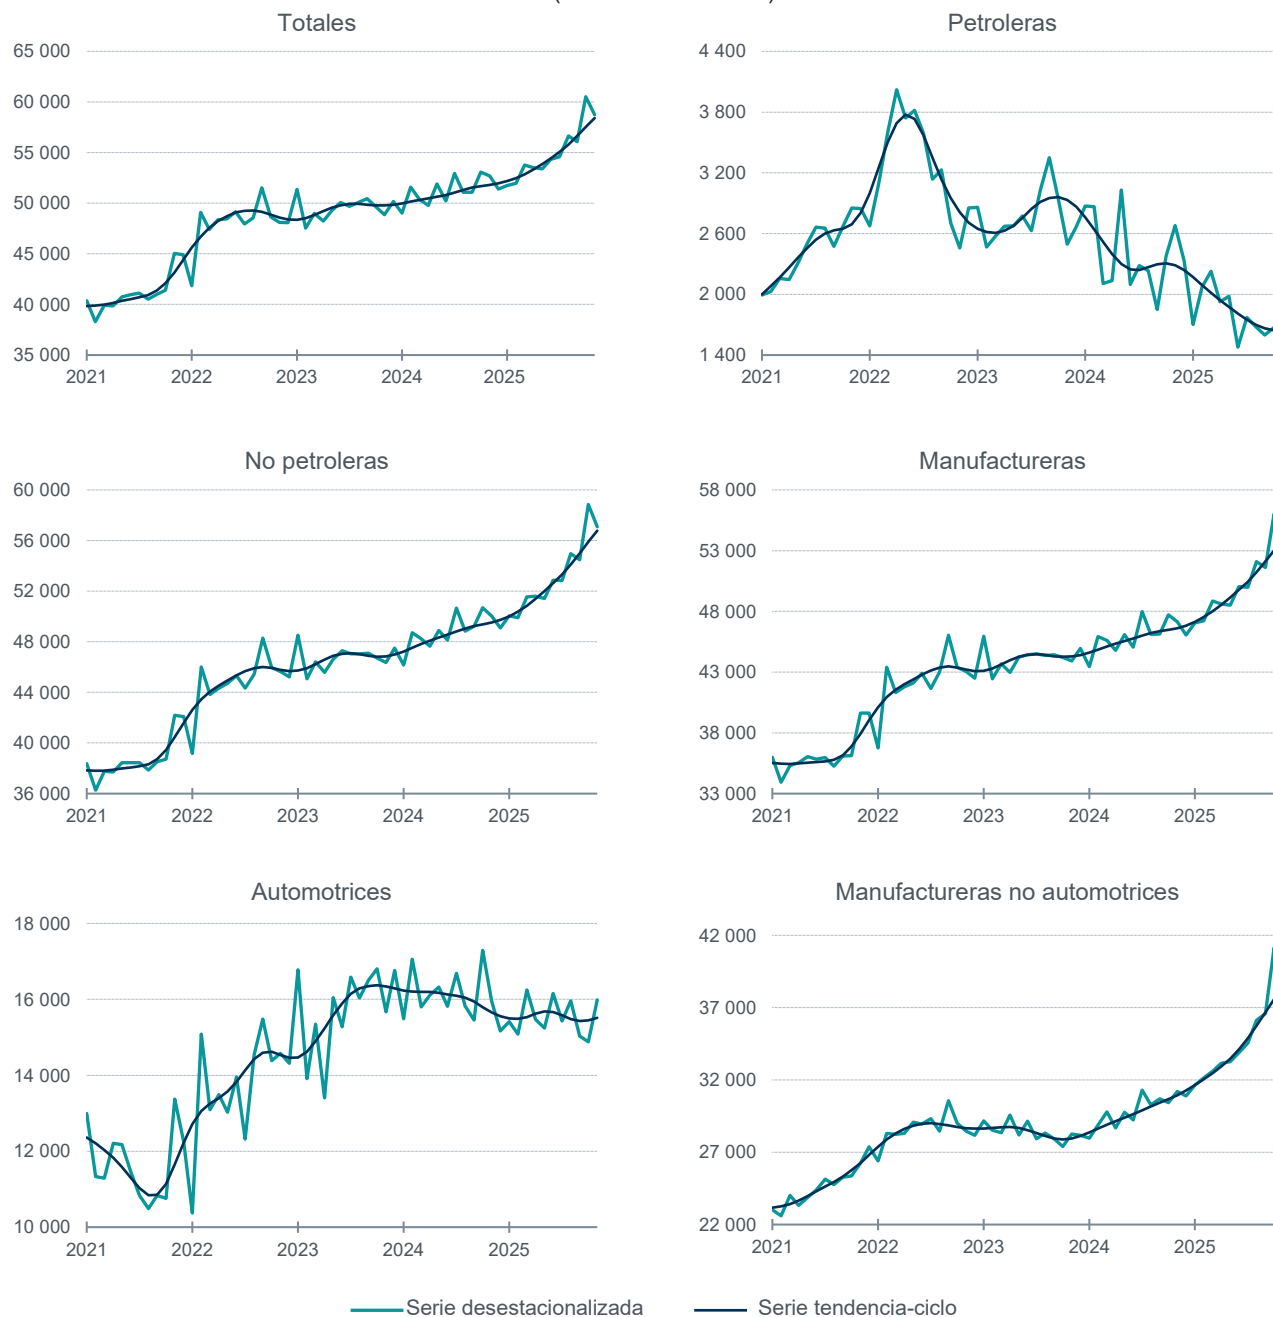 Totales
65 000
60 000
55 000
50 000
45 000
40 000
35 000
2021 2022 2023 2024 2025
Petroleras
4 400
3 800
3 200
2 600
2 000
1 400
2021 2022 2023 2024 2025
No petroleras
60 000
56 000
52 000
48 000
44 000
40 000
36 000
2021 2022 2023 2024 2025
Manufactureras
58 000
53 000
48 000
43 000
38 000
33 000
2021 2022 2023 2024 2025
Automotrices
18 000
16 000
14 000
12 000
10 000
2021 2022 2023 2024 2025
Manufactureras no automotrices
42 000
37 000
32 000
27 000
22 000
2021 2022 2023 2024 2025
Serie desestacionalizada Serie tendencia-ciclo